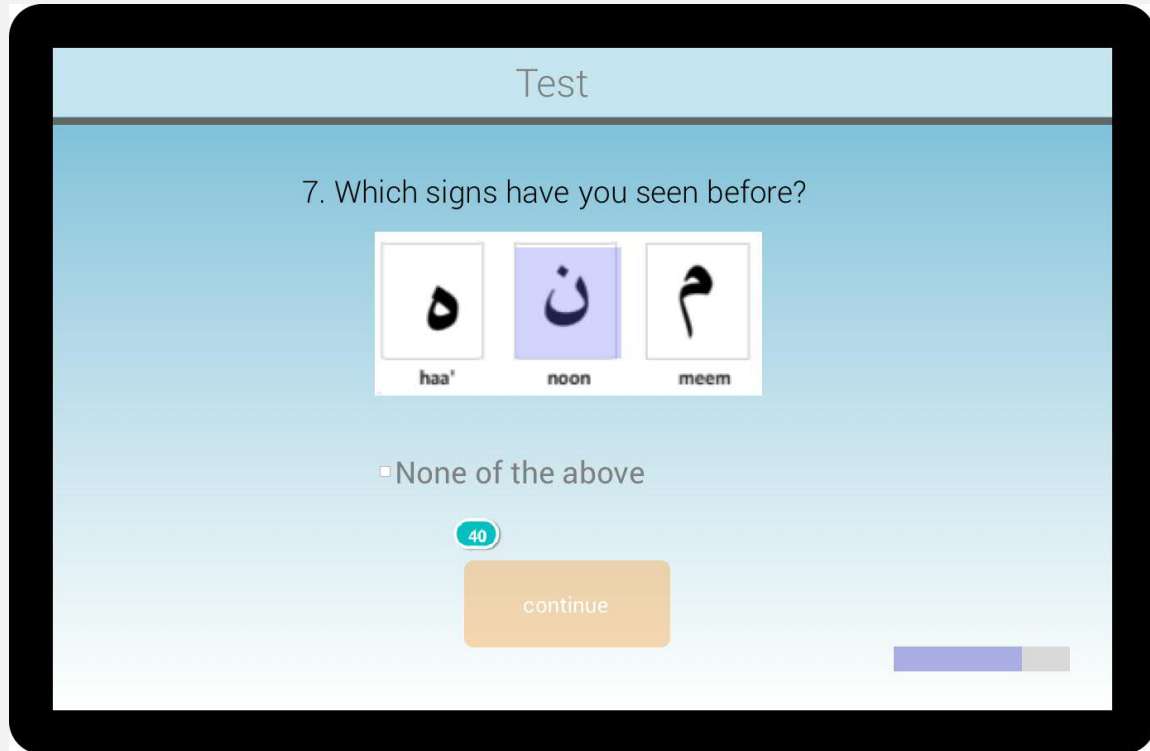 Test
7. Which signs have you seen before?
ه ن م
haa' noon meem
None of the above
40
continue